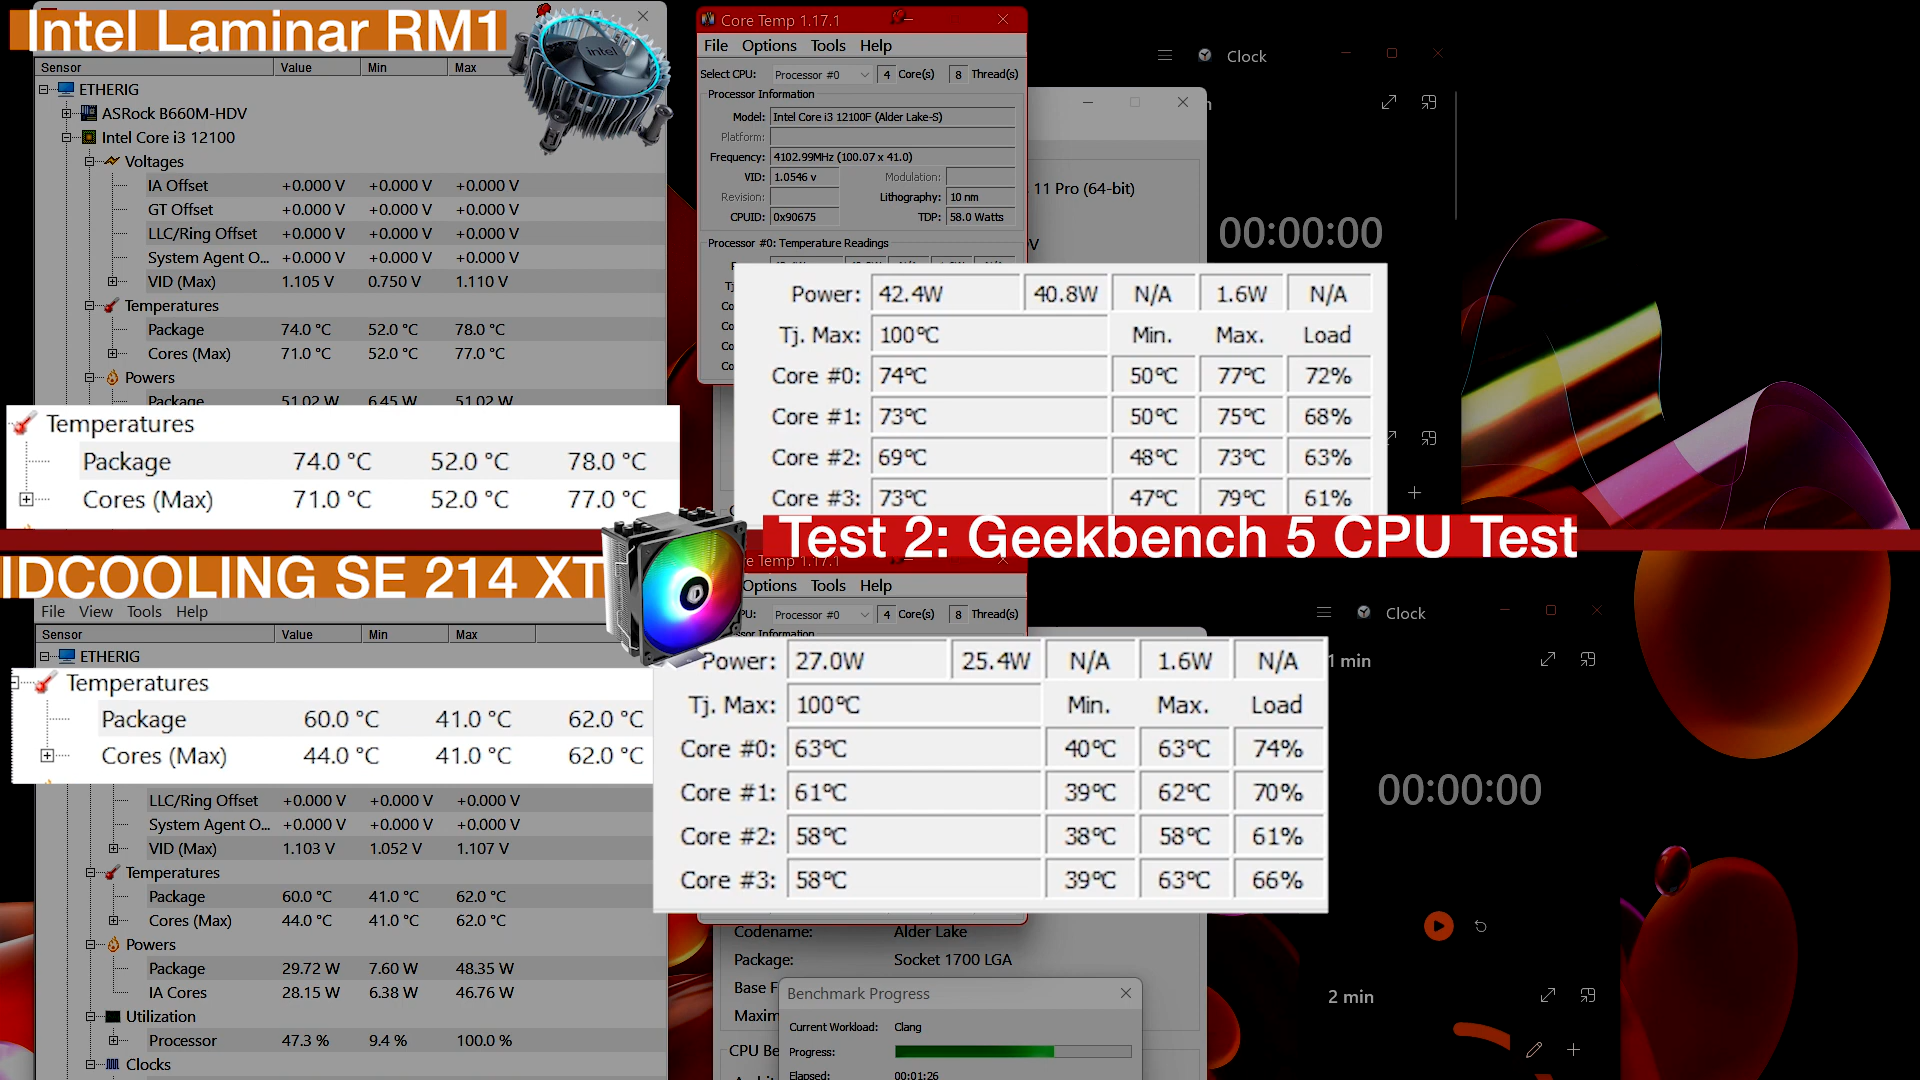 Intel Laminar RM1
intel
Sensor Value Min Max
ETHERIG
ASRock B660M-HDV
Intel Core i3 12100
Voltages
IA Offset +0.000 V +0.000 V +0.000 V
GT Offset +0.000 V +0.000 V +0.000 V
LLC/Ring Offset +0.000 V +0.000 V +0.000 V
System Agent O... +0.000 V +0.000 V +0.000 V
VID (Max) 1.105 V 0.750 V 1.110 V
Temperatures
Package 74.0 °C 52.0 °C 78.0 °C
Cores (Max) 71.0 °C 52.0 °C 77.0 °C
Powers
Package 51.02 W 6.45 W 51.02 W
Temperatures
Package 74.0 °C 52.0 °C 78.0 °C
Cores (Max) 71.0 °C 52.0 °C 77.0 °C
Core Temp 1.17.1
File Options Tools Help
Select CPU: Processor #0 4 Core(s) 8 Thread(s)
Processor Information
Model: Intel Core i3 12100F (Alder Lake-S)
Platform:
Frequency: 4102.99MHz (100.07 x 41.0)
VID: 1.0546 v Modulation:
Revision: Lithography: 10 nm
CPUID: 0x90675 TDP: 58.0 Watts
Processor #0: Temperature Readings
11 Pro (64-bit)
Clock
00:00:00
Power: 42.4W 40.8W N/A 1.6W N/A
Tj. Max: 100°C Min. Max. Load
Core #0: 74°C 50°C 77°C 72%
Core #1: 73°C 50°C 75°C 68%
Core #2: 69°C 48°C 73°C 63%
Core #3: 73°C 47°C 79°C 61%
Test 2: Geekbench 5 CPU Test
IDCOOLING SE 214 XT
File View Tools Help
Sensor Value Min Max
ETHERIG
Temperatures
Package 60.0 °C 41.0 °C 62.0 °C
Cores (Max) 44.0 °C 41.0 °C 62.0 °C
LLC/Ring Offset +0.000 V +0.000 V +0.000 V
System Agent O... +0.000 V +0.000 V +0.000 V
VID (Max) 1.103 V 1.052 V 1.107 V
Temperatures
Package 60.0 °C 41.0 °C 62.0 °C
Cores (Max) 44.0 °C 41.0 °C 62.0 °C
Powers
Package 29.72 W 7.60 W 48.35 W
IA Cores 28.15 W 6.38 W 46.76 W
Utilization
Processor 47.3 % 9.4 % 100.0 %
Clocks
Options Tools Help
Processor #0 4 Core(s) 8 Thread(s)
Power: 27.0W 25.4W N/A 1.6W N/A
Tj. Max: 100°C Min. Max. Load
Core #0: 63°C 40°C 63°C 74%
Core #1: 61°C 39°C 62°C 70%
Core #2: 58°C 38°C 58°C 61%
Core #3: 58°C 39°C 63°C 66%
Codename: Alder Lake
Package: Socket 1700 LGA
Base F
Maxim
CPU Be
Benchmark Progress
Current Workload: Clang
Progress:
Elapsed: 00:01:26
Clock
1 min
00:00:00
2 min